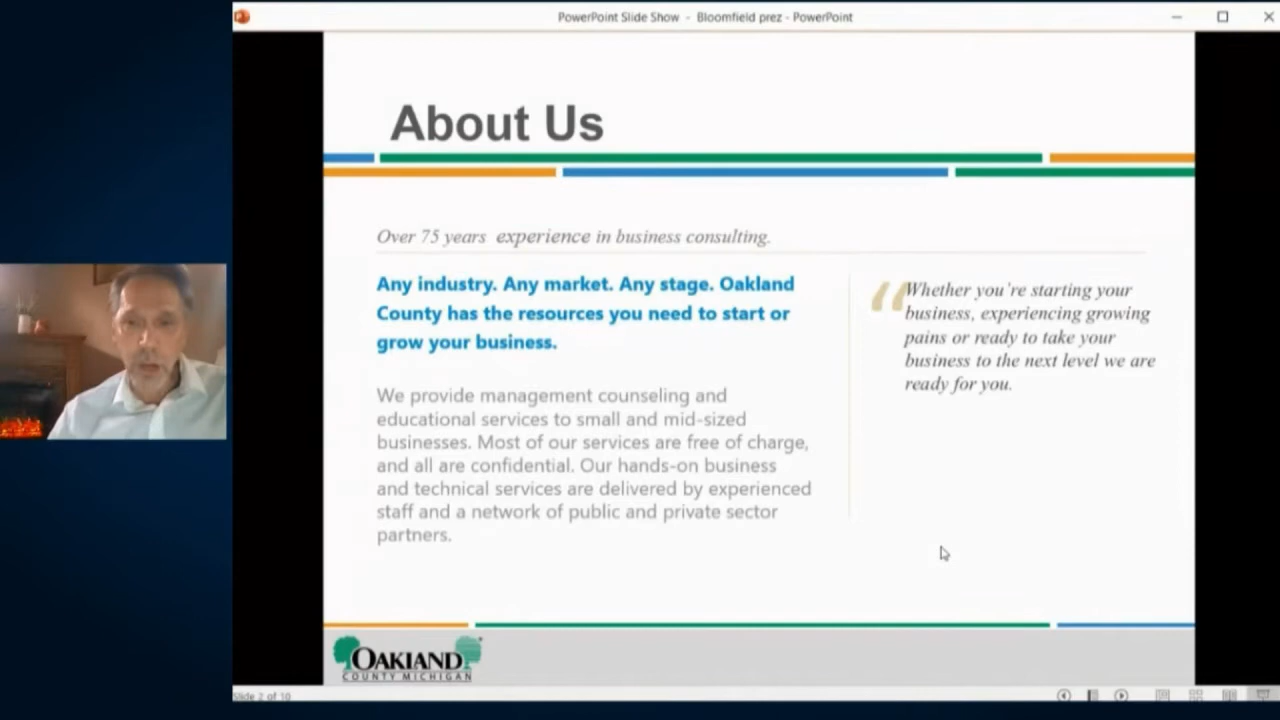 PowerPoint Slide Show - Bloomfield prez - PowerPoint
About Us
Over 75 years experience in business consulting.
Any industry. Any market. Any stage. Oakland
County has the resources you need to start or
grow your business.
We provide management counseling and
educational services to small and mid-sized
businesses. Most of our services are free of charge,
and all are confidential. Our hands-on business
and technical services are delivered by experienced
staff and a network of public and private sector
partners.
“
Whether you're starting your
business, experiencing growing
pains or ready to take your
business to the next level we are
ready for you.
OAKLAND
COUNTY MICHIGAN
Slide 2 of 10